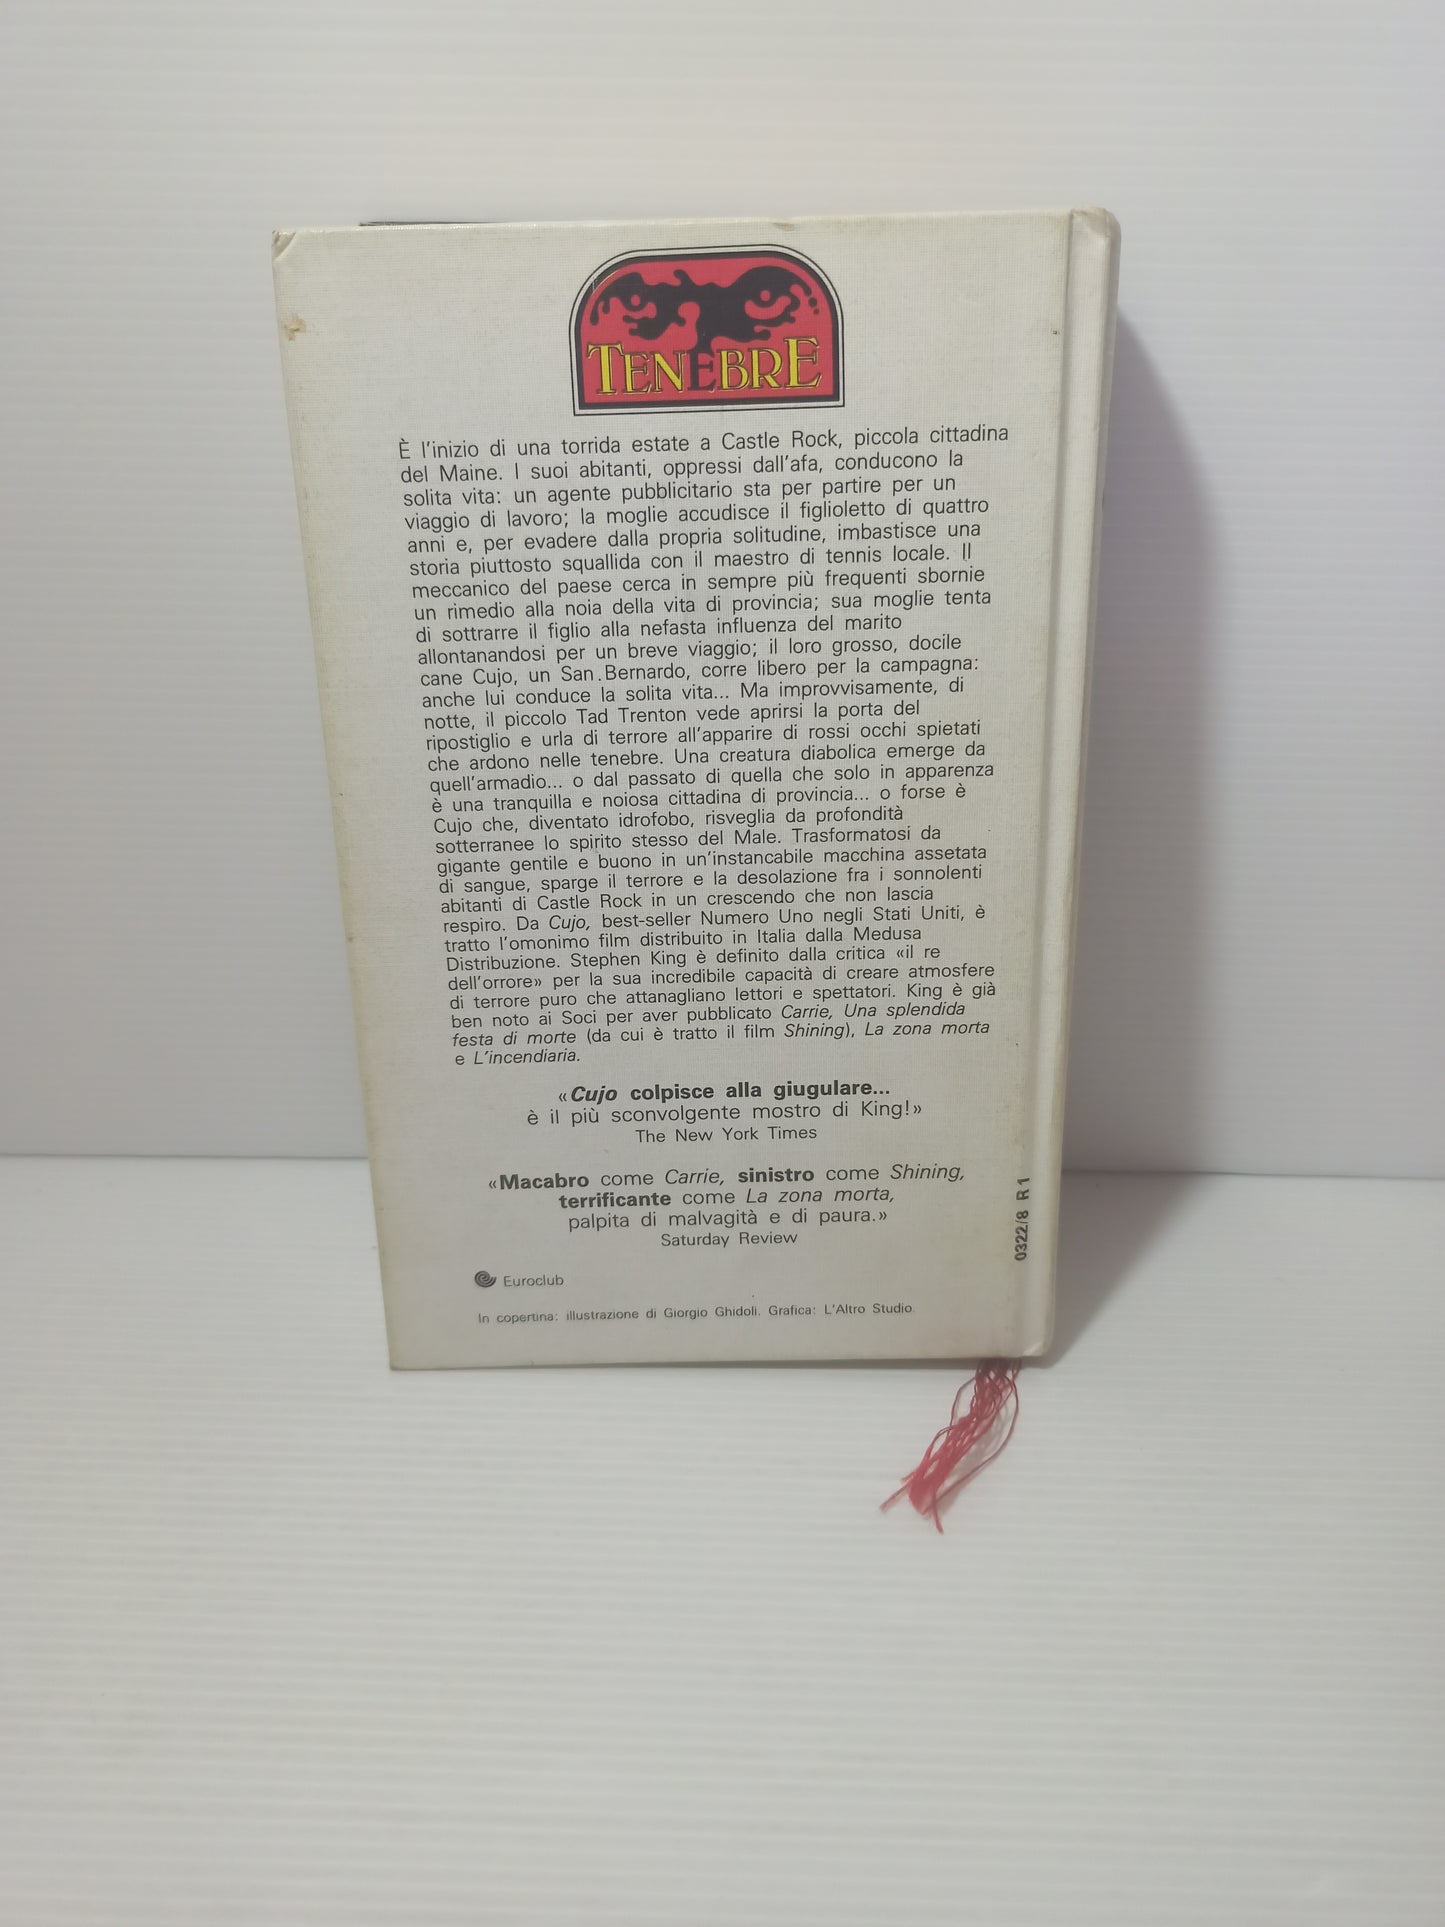 TENEBRE
È l'inizio di una torrida estate a Castle Rock, piccola cittadina
del Maine. I suoi abitanti, oppressi dall'afa, conducono la
solita vita: un agente pubblicitario sta per partire per un
viaggio di lavoro; la moglie accudisce il figlioletto di quattro
anni e, per evadere dalla propria solitudine, imbastisce una
storia piuttosto squallida con il maestro di tennis locale. Il
meccanico del paese cerca in sempre più frequenti sbornie
un rimedio alla noia della vita di provincia; sua moglie tenta
di sottrarre il figlio alla nefasta influenza del marito
allontanandosi per un breve viaggio; il loro grosso, docile
cane Cujo, un San Bernardo, corre libero per la campagna:
anche lui conduce la solita vita... Ma improvvisamente, di
notte, il piccolo Tad Trenton vede aprirsi la porta del
ripostiglio e urla di terrore all'apparire di rossi occhi spietati
che ardono nelle tenebre. Una creatura diabolica emerge da
quell'armadio... o dal passato di quella che solo in apparenza
è una tranquilla e noiosa cittadina di provincia... o forse è
Cujo che, diventato idrofobo, risveglia da profondità
sotterranee lo spirito stesso del Male. Trasformatosi da
gigante gentile e buono in un'instancabile macchina assetata
di sangue, sparge il terrore e la desolazione fra i sonnolenti
abitanti di Castle Rock in un crescendo che non lascia
respiro. Da Cujo, best-seller Numero Uno negli Stati Uniti, è
tratto l'omonimo film distribuito in Italia dalla Medusa
Distribuzione. Stephen King è definito dalla critica «il re
dell'orrore» per la sua incredibile capacità di creare atmosfere
di terrore puro che attanagliano lettori e spettatori. King è già
ben noto ai Soci per aver pubblicato Carrie, Una splendida
festa di morte (da cui è tratto il film Shining), La zona morta
e L'incendiaria.
«Cujo colpisce alla giugulare...
è il più sconvolgente mostro di King!»
The New York Times
«Macabro come Carrie, sinistro come Shining,
terrificante come La zona morta,
palpita di malvagità e di paura.»
Saturday Review
0322/8 R 1
Euroclub
In copertina: illustrazione di Giorgio Ghidoli. Grafica: L'Altro Studio.